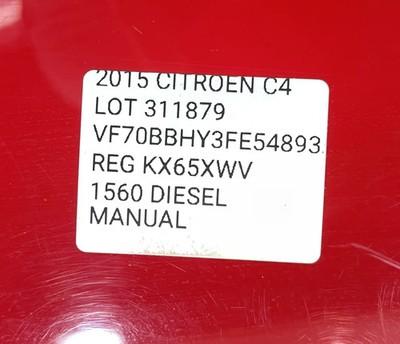 2015 CITROEN C4
LOT 311879
VF70BBHY3FE54893
REG KX65XWV
1560 DIESEL
MANUAL